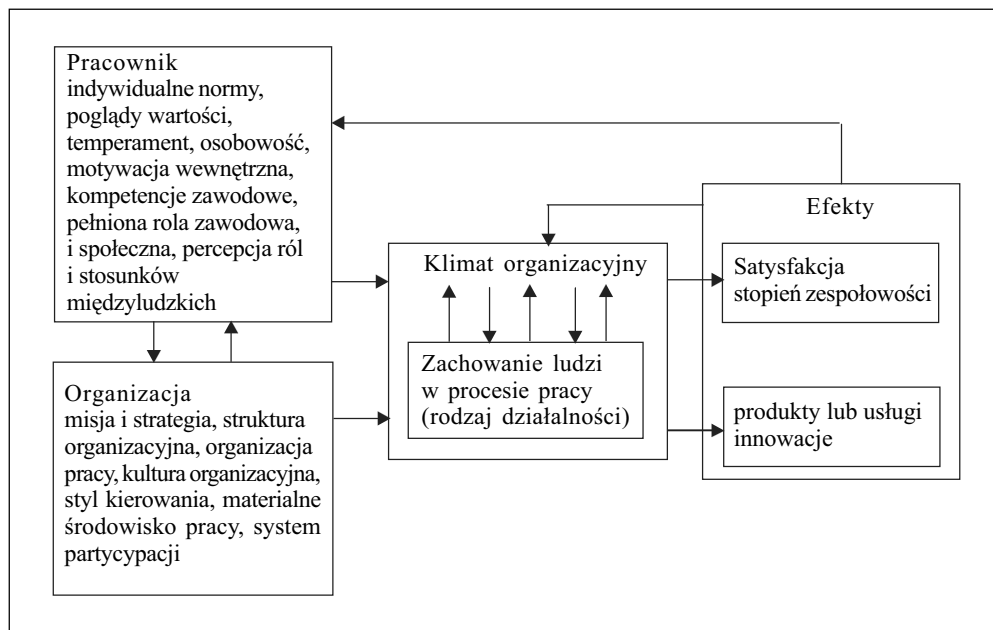 Pracownik
indywidualne normy,
poglądy wartości,
temperament, osobowość,
motywacja wewnętrzna,
kompetencje zawodowe,
pełniona rola zawodowa,
i społeczna, percepcja ról
i stosunków
międzyludzkich
Organizacja
misja i strategia, struktura
organizacyjna, organizacja
pracy, kultura organizacyjna,
styl kierowania, materialne
środowisko pracy, system
partycypacji
Klimat organizacyjny
Zachowanie ludzi
w procesie pracy
(rodzaj działalności)
Efekty
Satysfakcja
stopień zespołowości
produkty lub usługi
innowacje